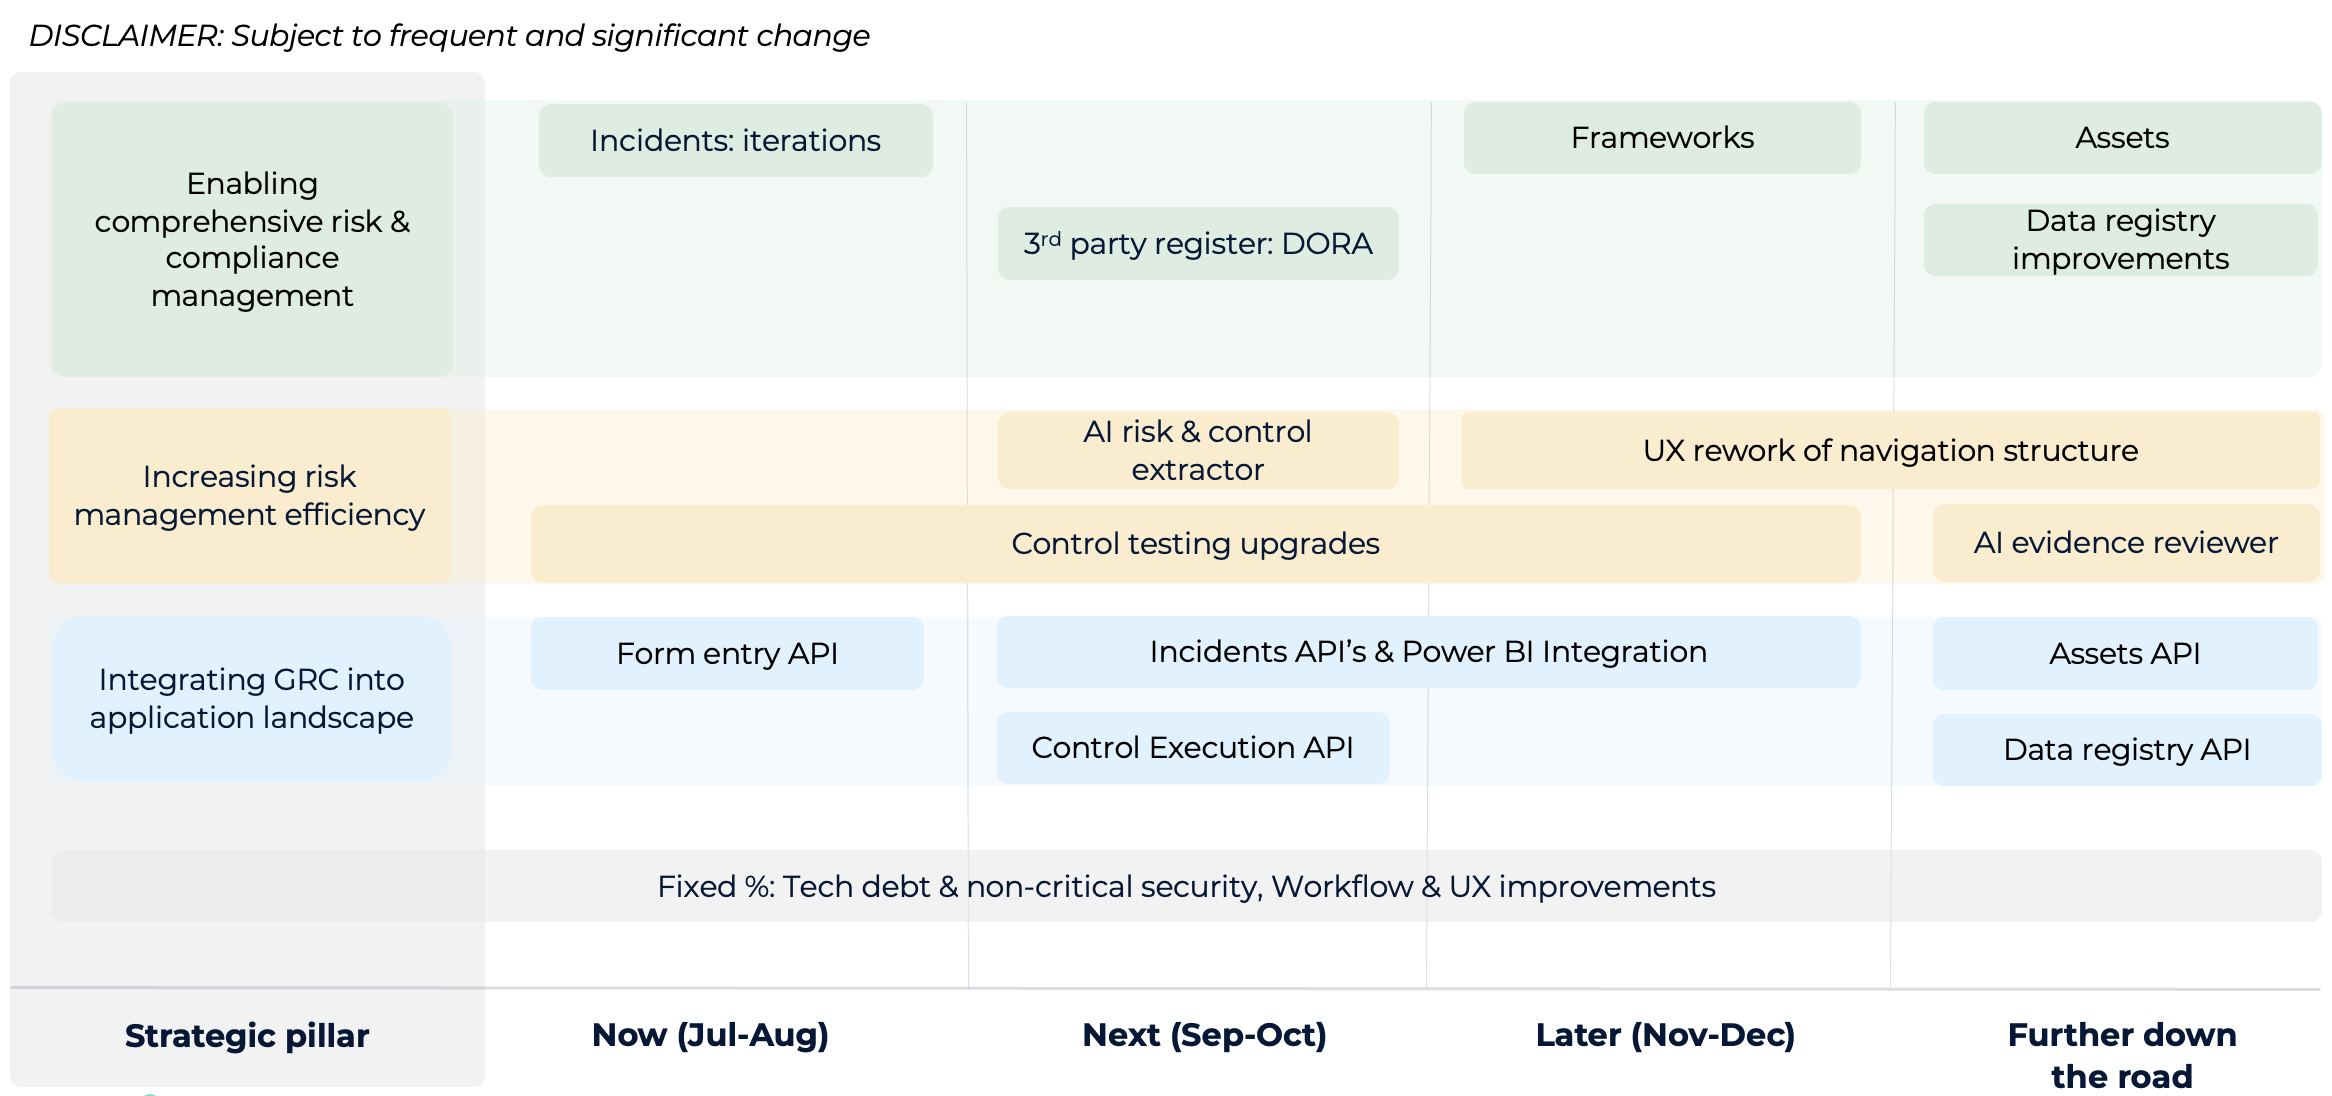 DISCLAIMER: Subject to frequent and significant change
Enabling
comprehensive risk &
compliance
management
Incidents: iterations
3rd party register: DORA
Frameworks
Assets
Data registry
improvements
Increasing risk
management efficiency
AI risk & control
extractor
UX rework of navigation structure
Control testing upgrades
AI evidence reviewer
Integrating GRC into
application landscape
Form entry API
Incidents API’s & Power BI Integration
Assets API
Control Execution API
Data registry API
Fixed %: Tech debt & non-critical security, Workflow & UX improvements
Strategic pillar
Now (Jul-Aug)
Next (Sep-Oct)
Later (Nov-Dec)
Further down
the road